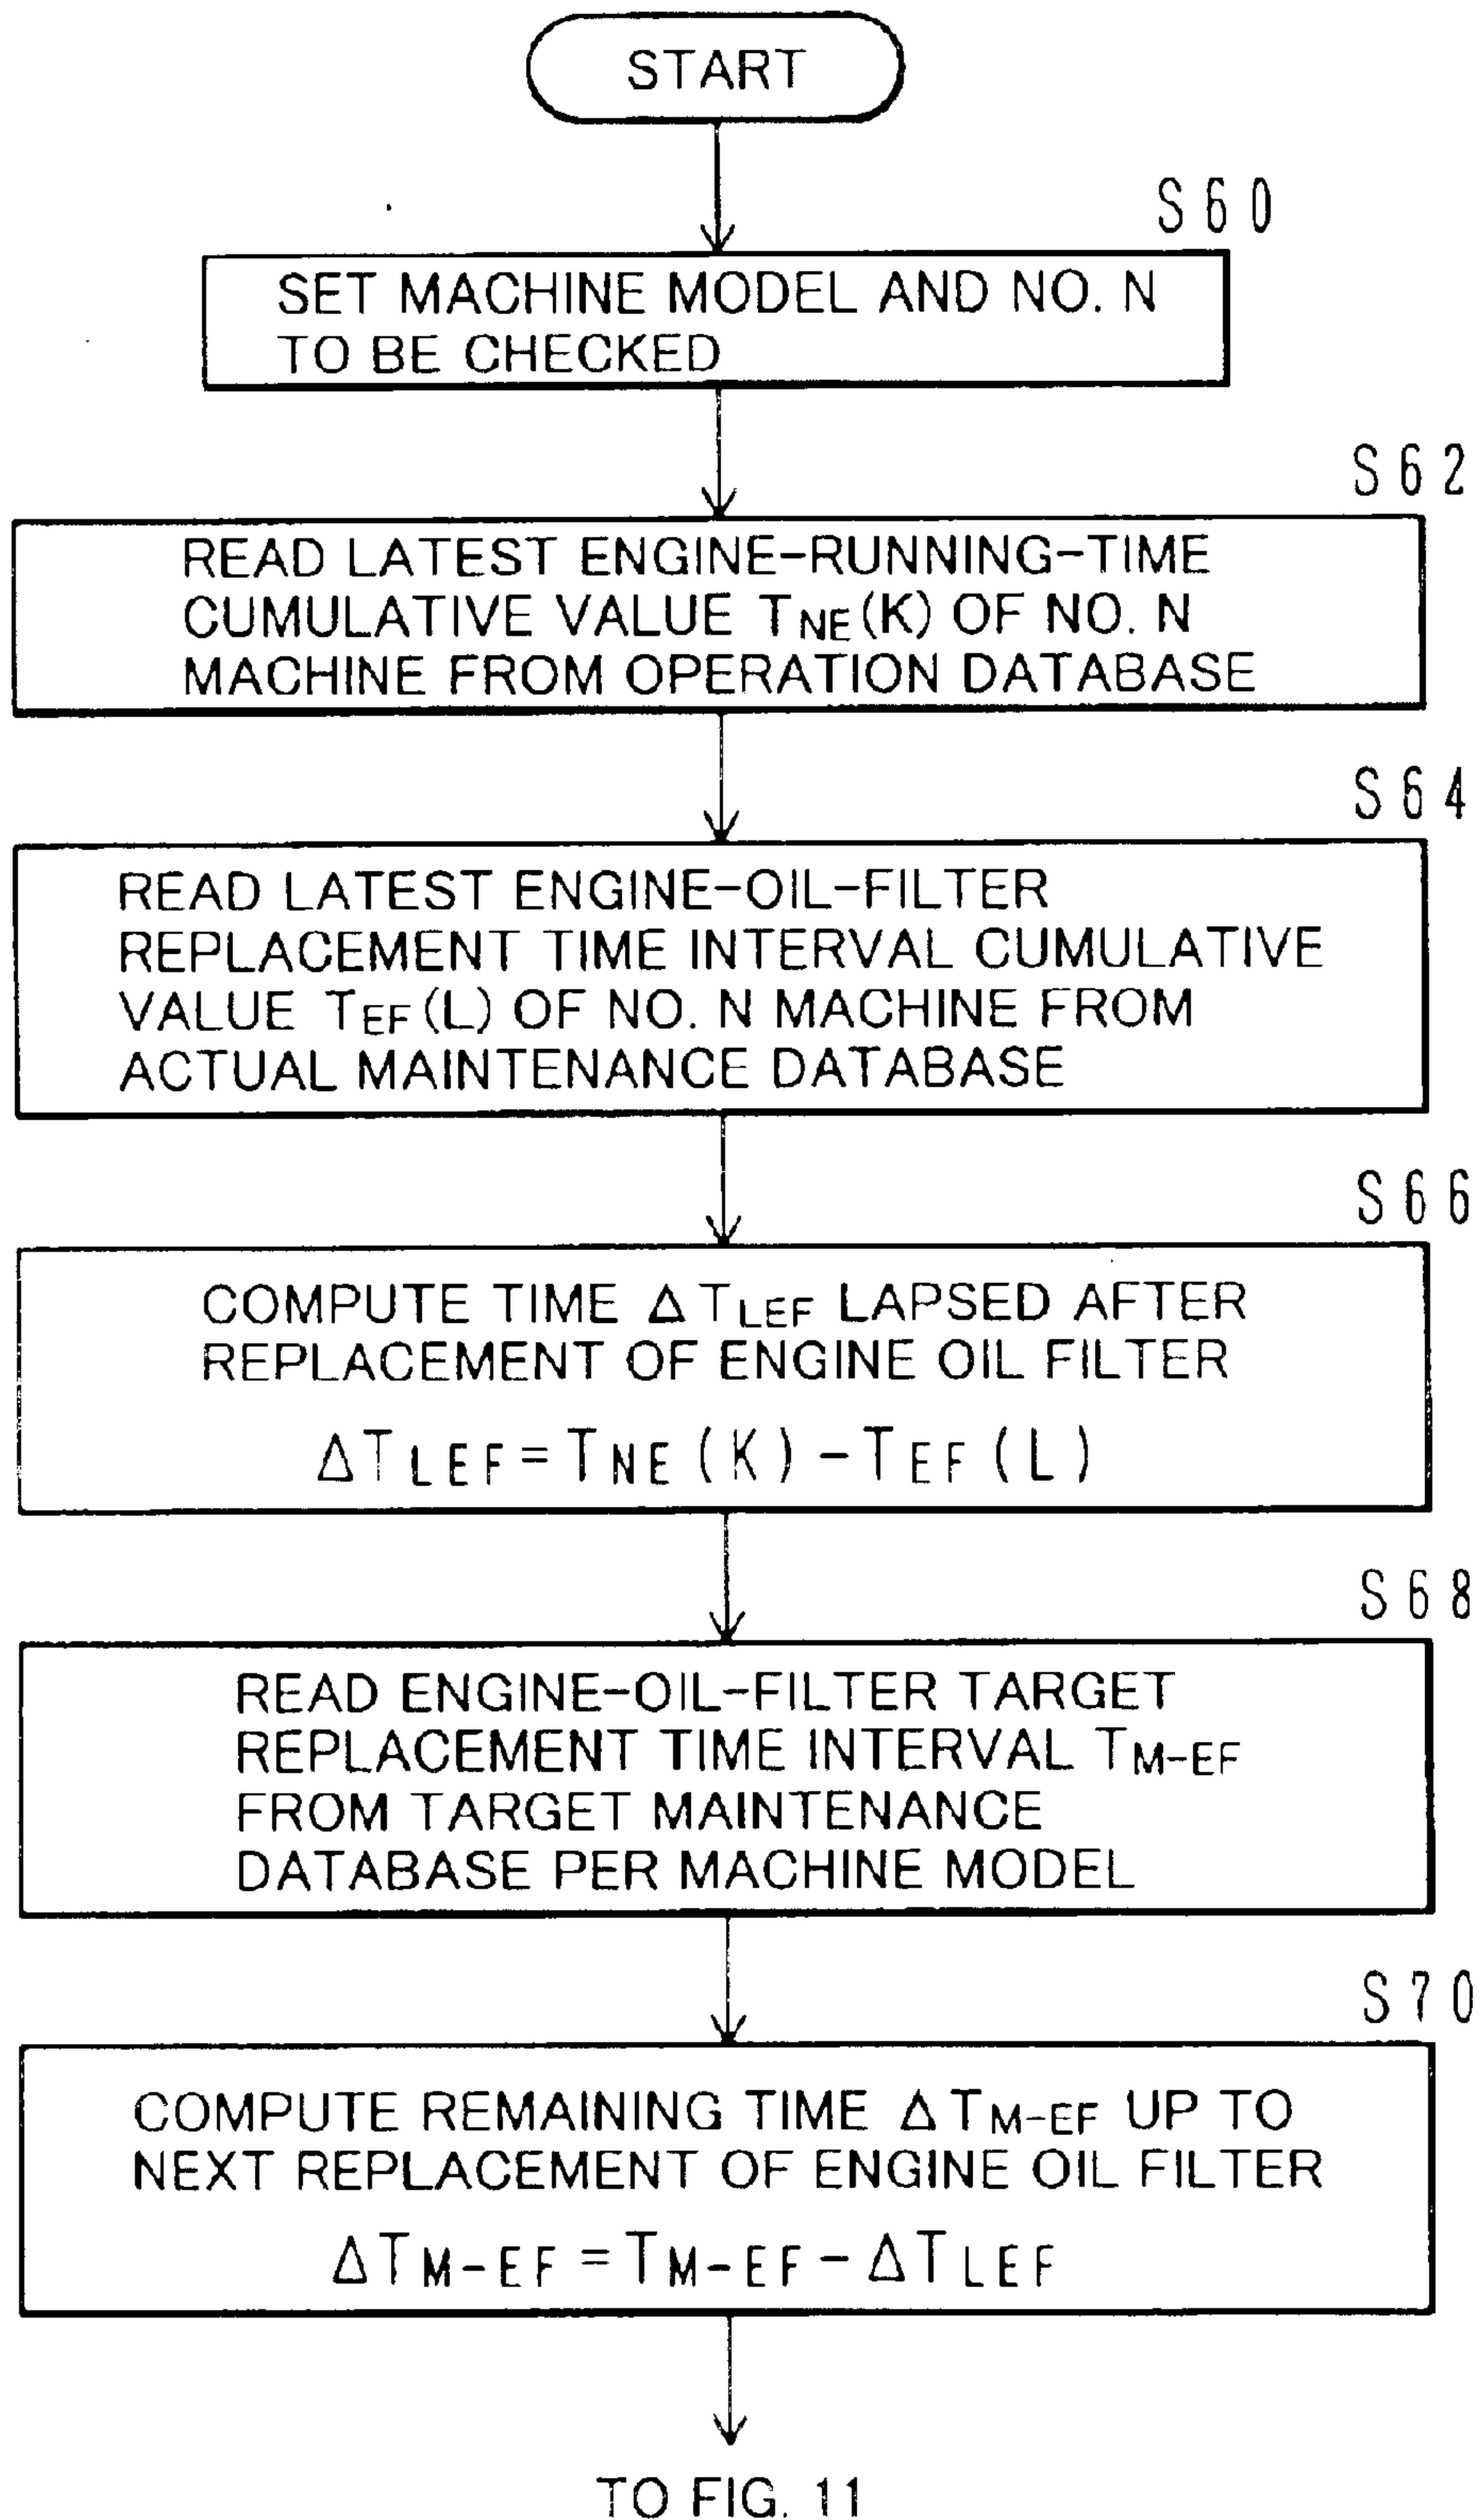 START
S60
SET MACHINE MODEL AND NO. N
TO BE CHECKED
S62
READ LATEST ENGINE-RUNNING-TIME
CUMULATIVE VALUE TNE(K) OF NO. N
MACHINE FROM OPERATION DATABASE
S64
READ LATEST ENGINE-OIL-FILTER
REPLACEMENT TIME INTERVAL CUMULATIVE
VALUE TEF(L) OF NO. N MACHINE FROM
ACTUAL MAINTENANCE DATABASE
S66
COMPUTE TIME ΔTLEF LAPSED AFTER
REPLACEMENT OF ENGINE OIL FILTER
ΔTLEF=TNE(K)-TEF(L)
S68
READ ENGINE-OIL-FILTER TARGET
REPLACEMENT TIME INTERVAL TM-EF
FROM TARGET MAINTENANCE
DATABASE PER MACHINE MODEL
S70
COMPUTE REMAINING TIME ΔTM-EF UP TO
NEXT REPLACEMENT OF ENGINE OIL FILTER
ΔTM-EF=TM-EF-ΔTLEF
TO FIG. 11